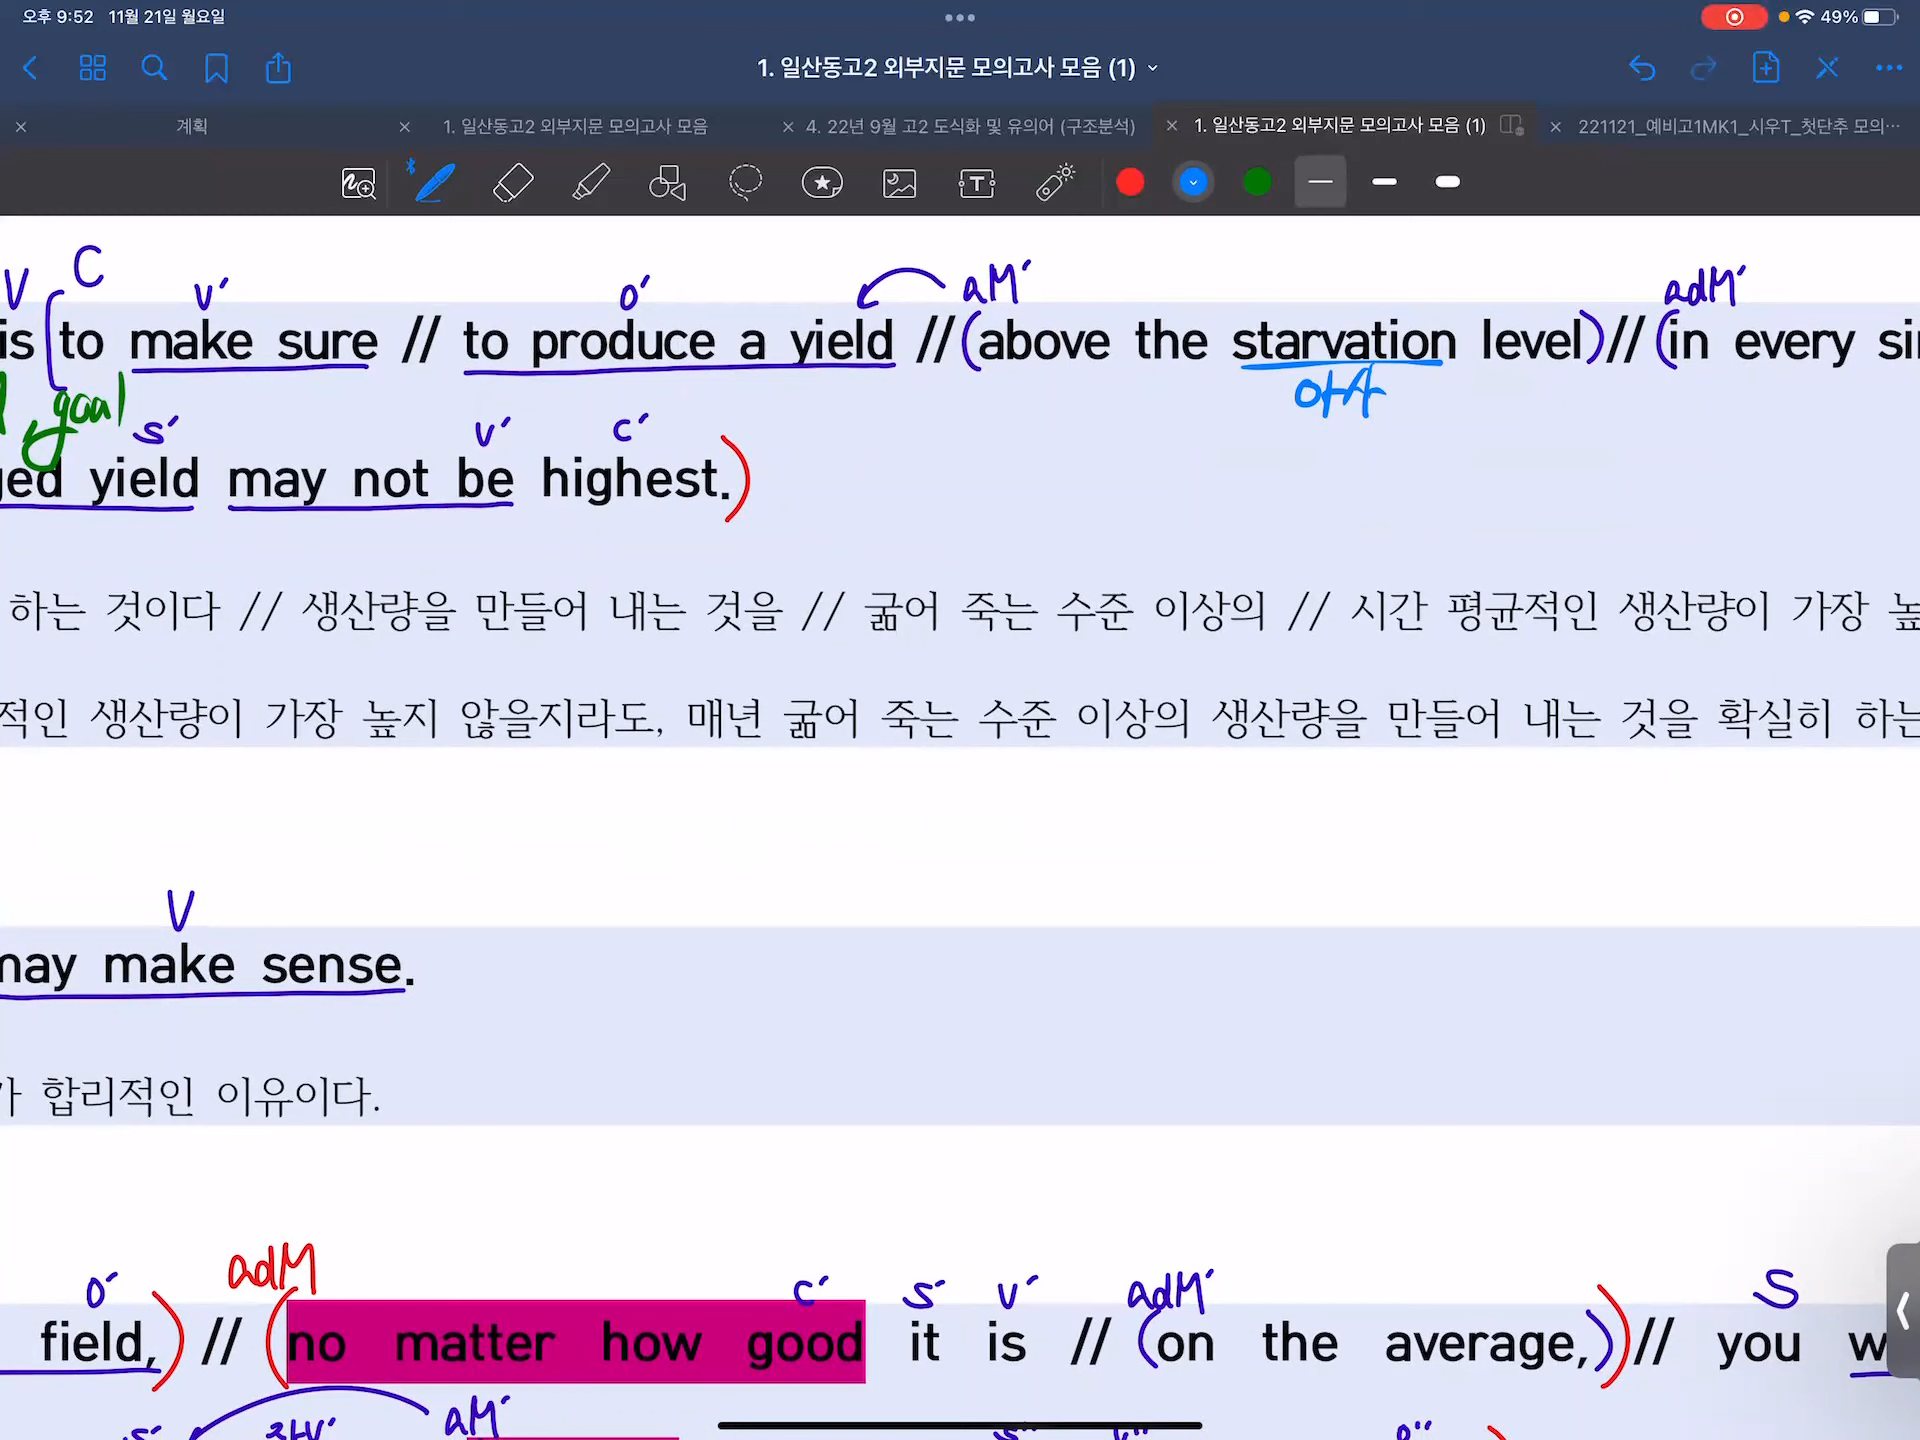 오후 9:52 11월 21일 월요일
49%
1. 일산동고2 외부지문 모의고사 모음 (1)
계획
1. 일산동고2 외부지문 모의고사 모음
4. 22년 9월 고2 도식화 및 유의어 (구조분석)
1. 일산동고2 외부지문 모의고사 모음 (1)
221121_예비고1MK1_시우T_첫단추 모의···
V C V' O' aM' adM'
is to make sure // to produce a yield // (above the starvation level) // (in every sin
goal 아사
S' V' C'
ged yield may not be highest.)
하는 것이다 // 생산량을 만들어 내는 것을 // 굶어 죽는 수준 이상의 // 시간 평균적인 생산량이 가장 높
적인 생산량이 가장 높지 않을지라도, 매년 굶어 죽는 수준 이상의 생산량을 만들어 내는 것을 확실히 하는
V
may make sense.
가 합리적인 이유이다.
O' adM C' S' V' adM' S
field,) // (no matter how good it is // (on the average,)) // you w
aM'